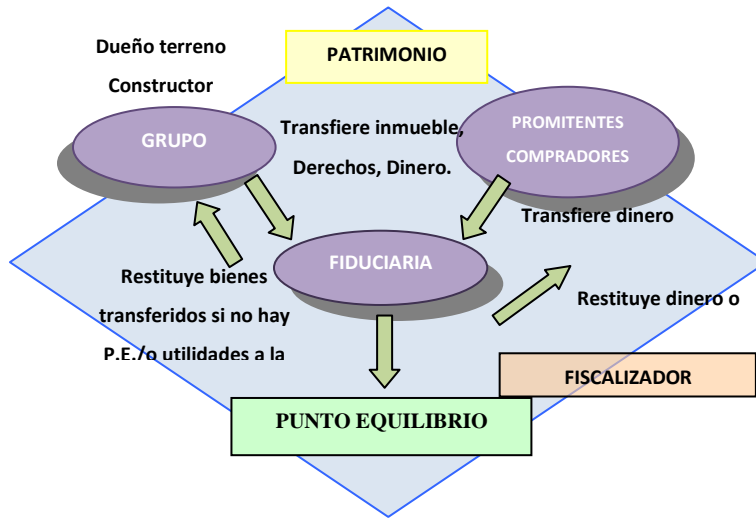 Dueño terreno
Constructor
PATRIMONIO
GRUPO
Transfiere inmueble,
Derechos, Dinero.
PROMITENTES
COMPRADORES
Transfiere dinero
FIDUCIARIA
Restituye bienes
transferidos si no hay
P.E./o utilidades a la
Restituye dinero o
FISCALIZADOR
PUNTO EQUILIBRIO